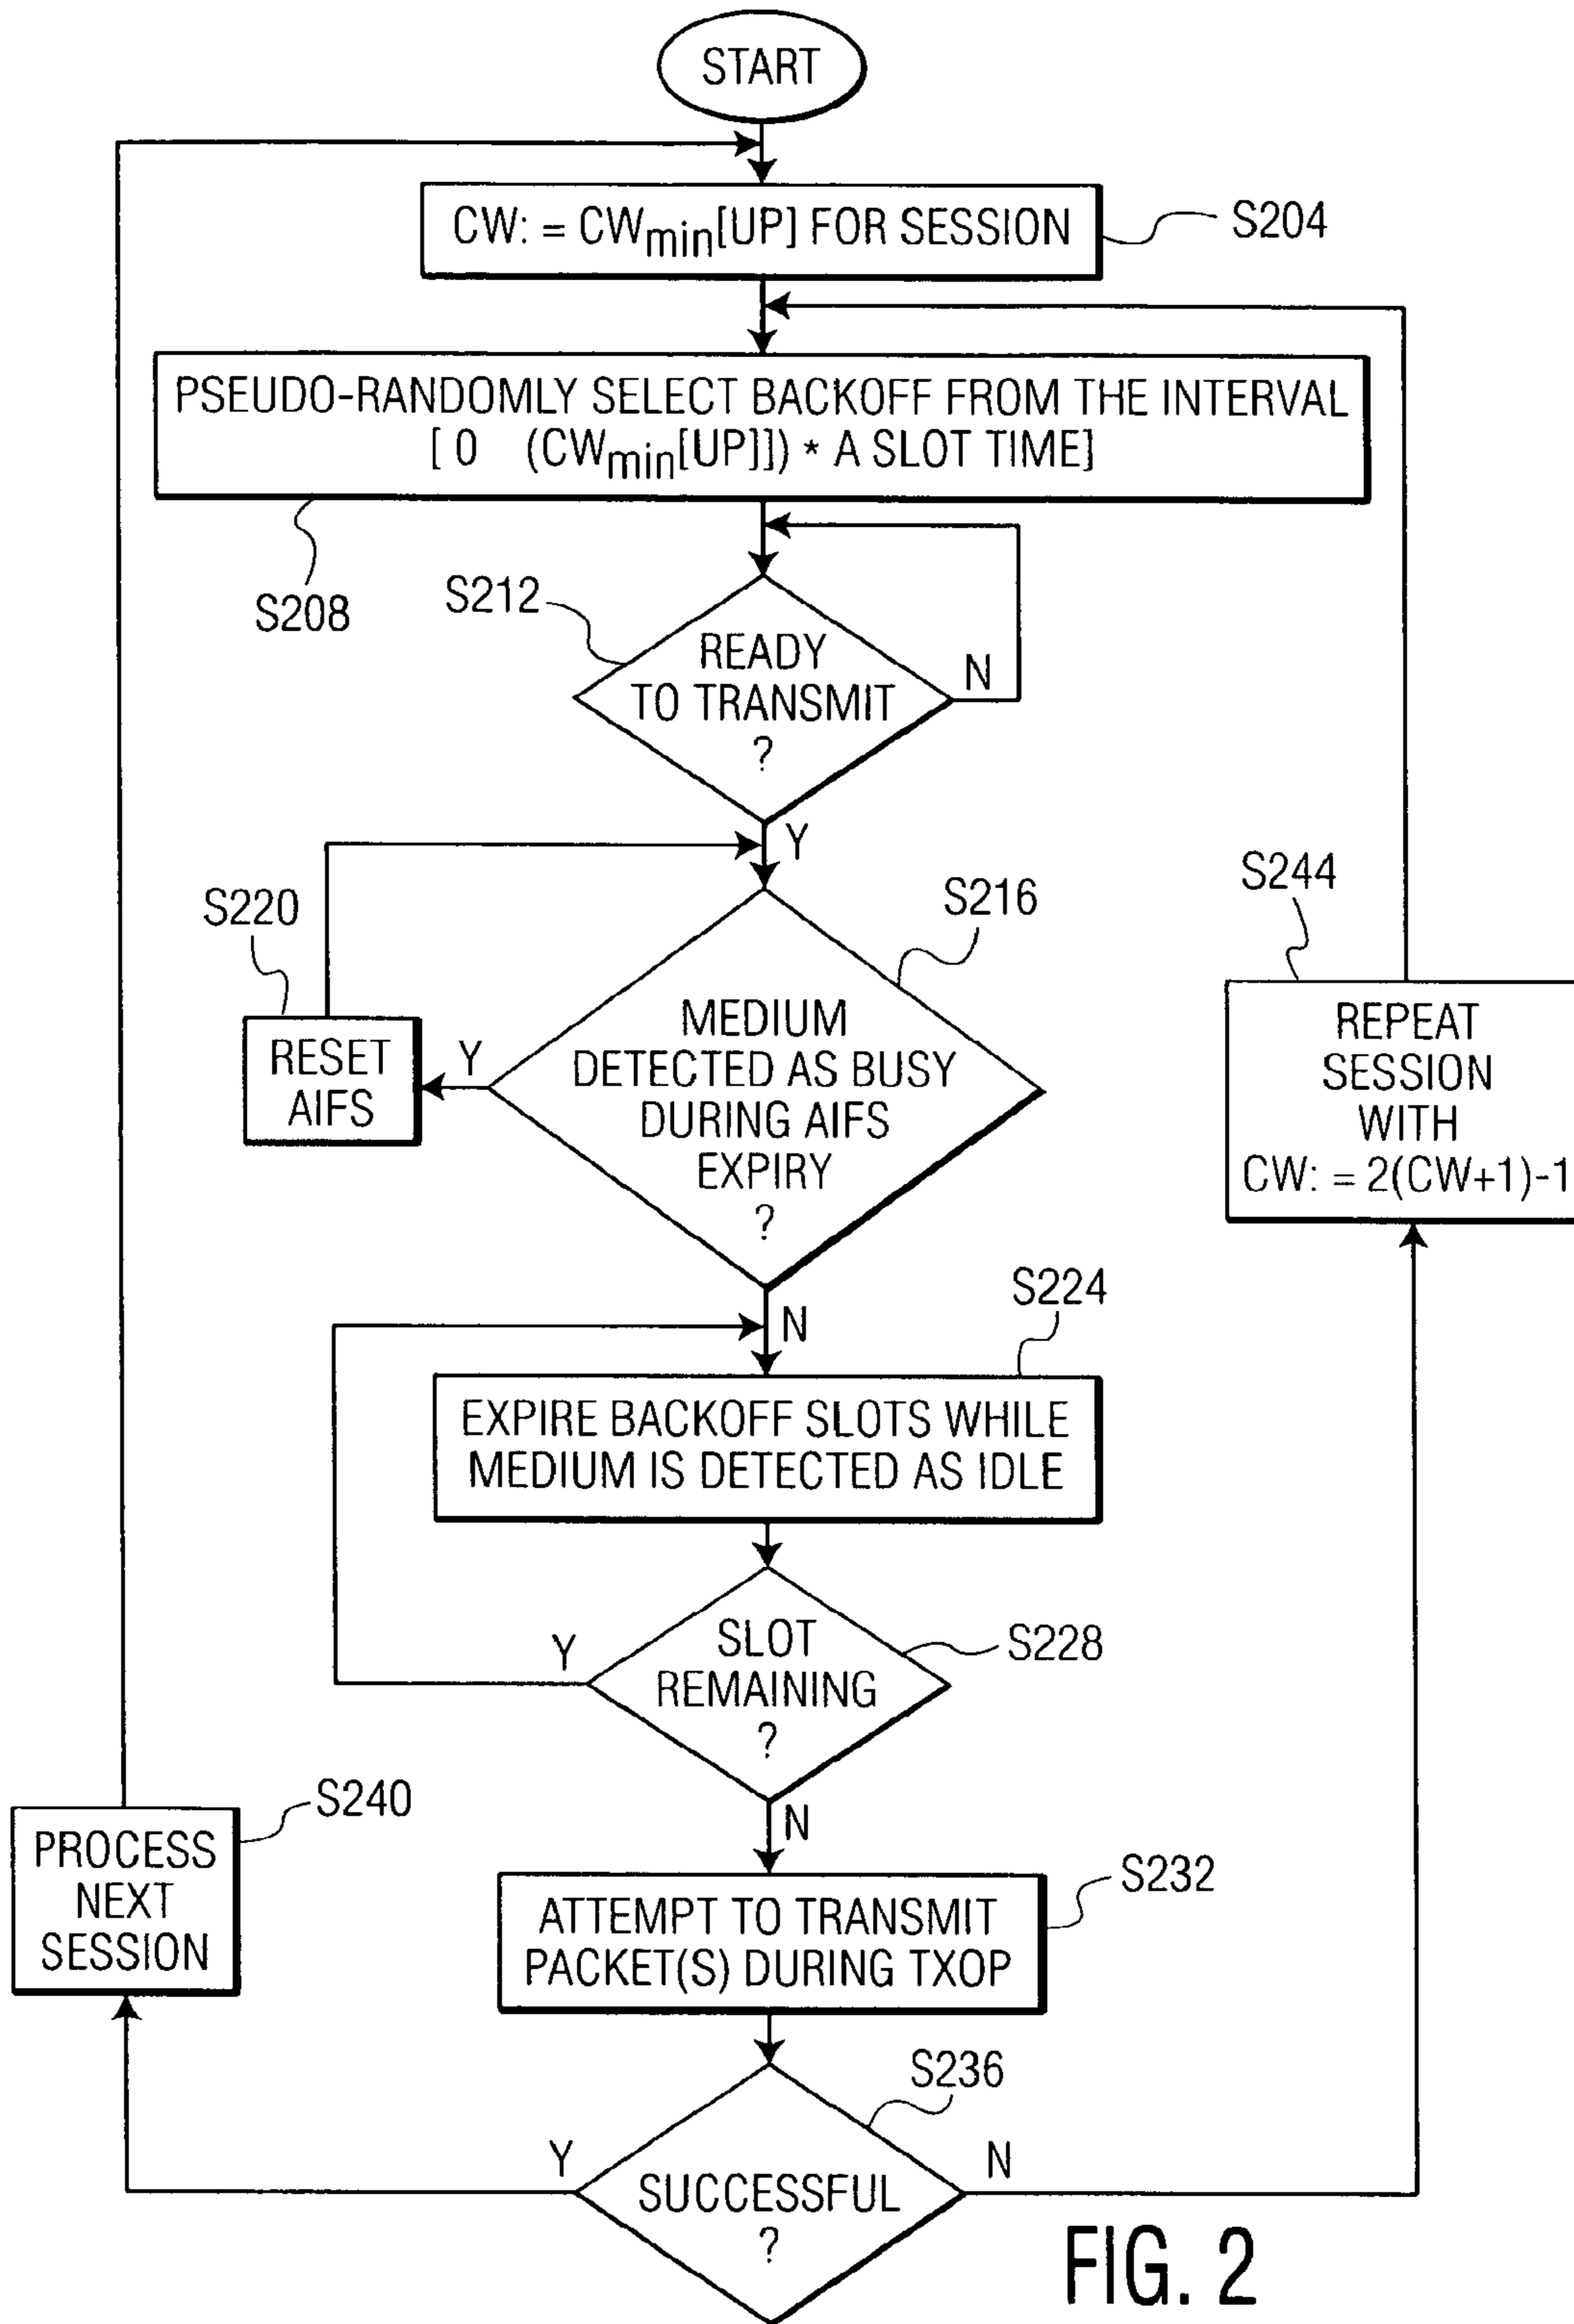 START
CW: = CWmin[UP] FOR SESSION
S204
PSEUDO-RANDOMLY SELECT BACKOFF FROM THE INTERVAL
[ 0 (CWmin[UP]]) * A SLOT TIME]
S208
S212
READY
TO TRANSMIT
?
N
Y
S220
RESET
AIFS
Y
S216
MEDIUM
DETECTED AS BUSY
DURING AIFS
EXPIRY
?
N
S244
REPEAT
SESSION
WITH
CW: = 2(CW+1)-1
S224
EXPIRE BACKOFF SLOTS WHILE
MEDIUM IS DETECTED AS IDLE
Y
SLOT
REMAINING
?
S228
N
S240
PROCESS
NEXT
SESSION
S232
ATTEMPT TO TRANSMIT
PACKET(S) DURING TXOP
S236
Y
SUCCESSFUL
?
N
FIG. 2